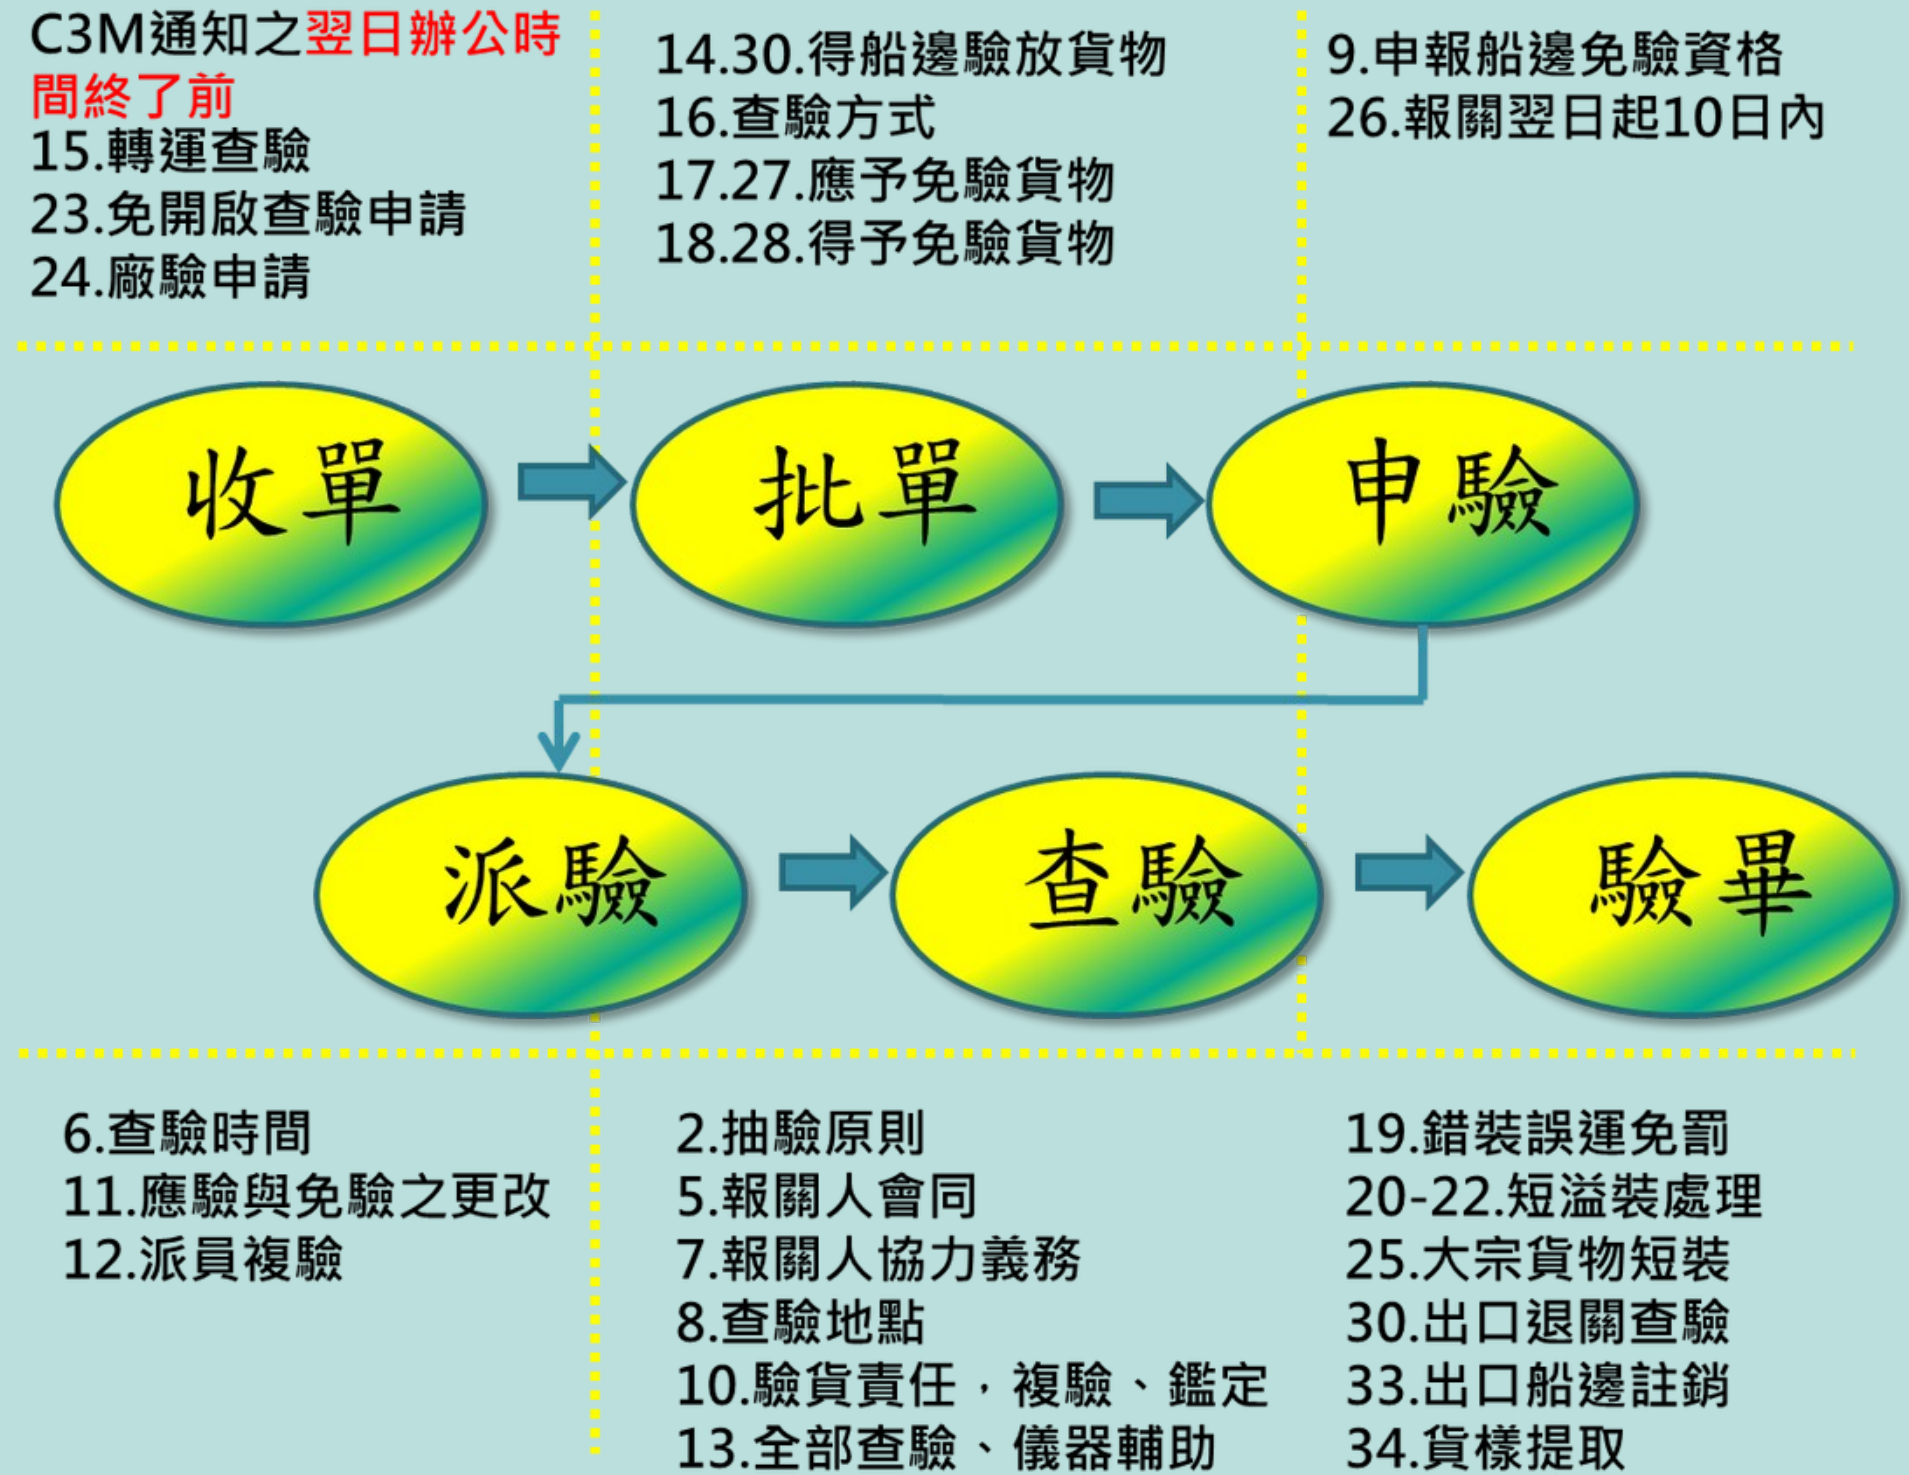 C3M通知之翌日辦公時
間終了前
15.轉運查驗
23.免開啟查驗申請
24.廠驗申請
14.30.得船邊驗放貨物
16.查驗方式
17.27.應予免驗貨物
18.28.得予免驗貨物
9.申報船邊免驗資格
26.報關翌日起10日內
收單
批單
申驗
派驗
查驗
驗畢
6.查驗時間
11.應驗與免驗之更改
12.派員複驗
2.抽驗原則
5.報關人會同
7.報關人協力義務
8.查驗地點
10.驗貨責任，複驗、鑑定
13.全部查驗、儀器輔助
19.錯裝誤運免罰
20-22.短溢裝處理
25.大宗貨物短裝
30.出口退關查驗
33.出口船邊註銷
34.貨樣提取